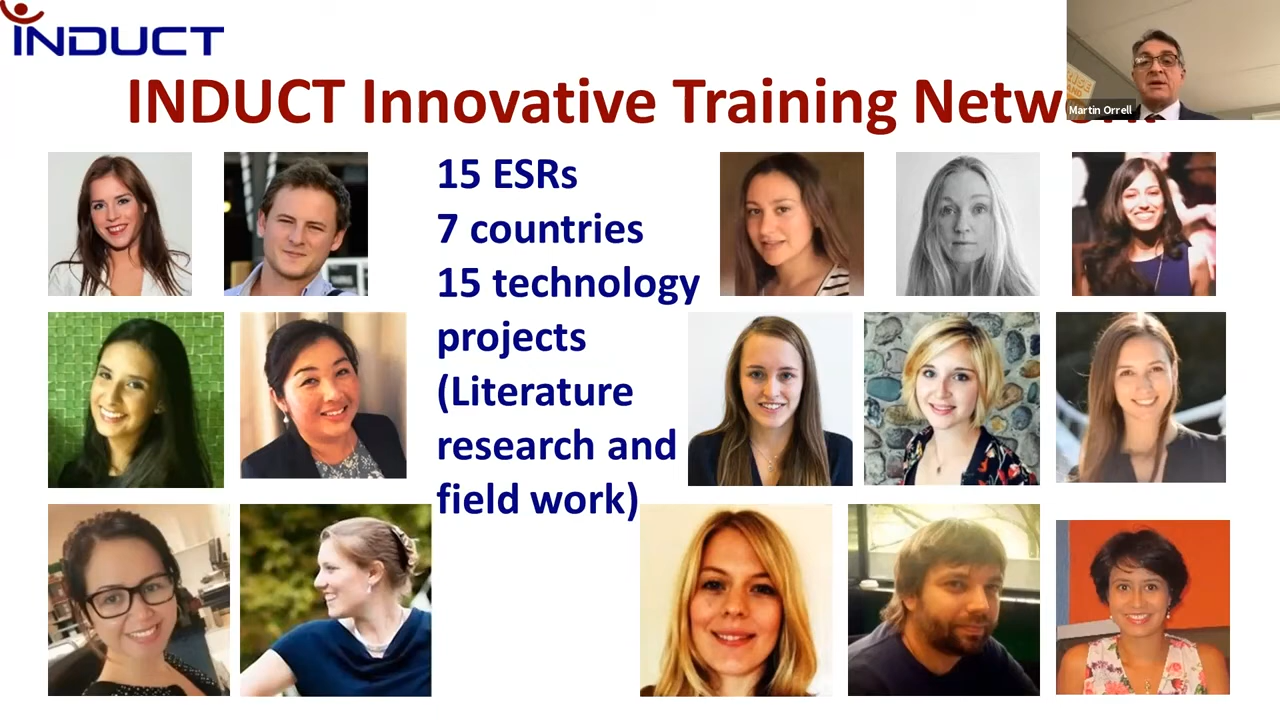 INDUCT
INDUCT Innovative Training Netw
Martin Orrell
15 ESRs
7 countries
15 technology
projects
(Literature
research and
field work)